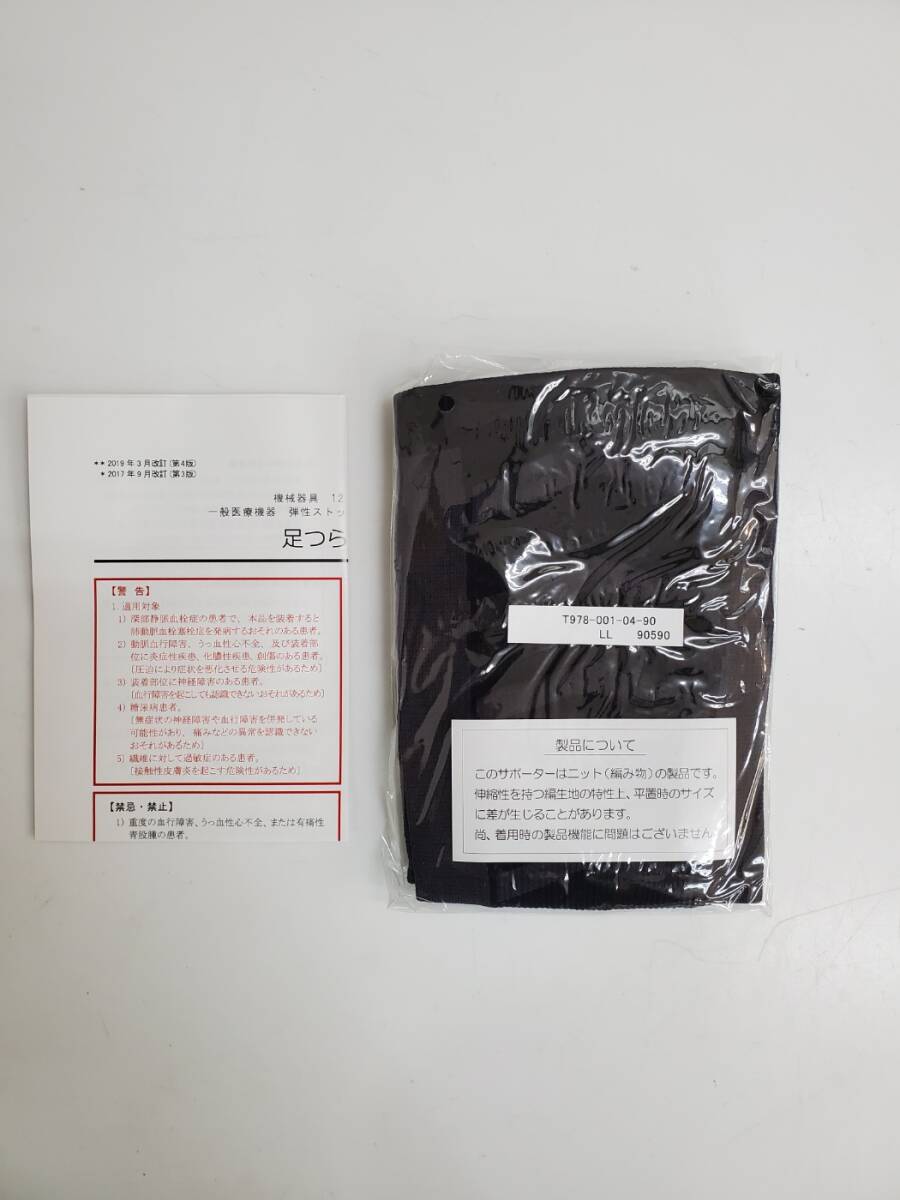 ＊＊2019年3月改訂(第4版)
＊2017年9月改訂(第3版)
機械器具 12
一般医療機器 弾性ストッ
足つら
【警 告】
1. 適用対象
1) 深部静脈血栓症の患者で、本品を装着すると
肺動脈血栓塞栓症を発病するおそれのある患者。
2) 動脈血行障害、うっ血性心不全、及び装着部
位に炎症性疾患、化膿性疾患、創傷のある患者。
[圧迫により症状を悪化させる危険性があるため]
3) 装着部位に神経障害のある患者。
[血行障害を起こしても認識できないおそれがあるため]
4) 糖尿病患者。
[無症状の神経障害や血行障害を併発している
可能性があり、痛みなどの異常を認識できない
おそれがあるため]
5) 繊維に対して過敏症のある患者。
[接触性皮膚炎を起こす危険性があるため]
【禁忌・禁止】
1) 重度の血行障害、うっ血性心不全、または有痛性
青股腫の患者。
T978-001-04-90
LL 90590
製品について
このサポーターはニット(編み物)の製品です。
伸縮性を持つ編生地の特性上、平置時のサイズ
に差が生じることがあります。
尚、着用時の製品機能に問題はございません